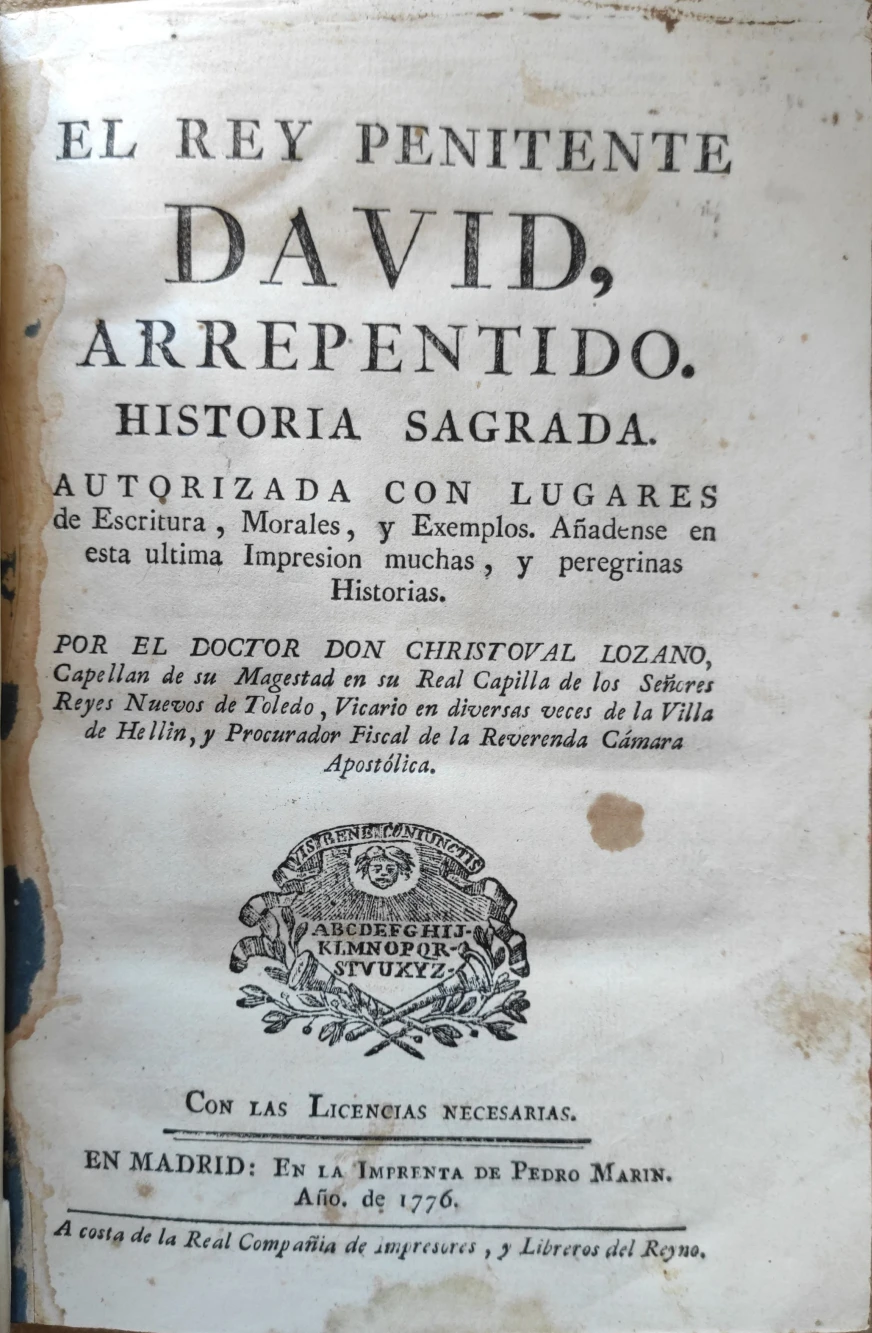 EL REY PENITENTE
DAVID,
ARREPENTIDO.
HISTORIA SAGRADA.
AUTORIZADA CON LUGARES
de Escritura, Morales, y Exemplos. Añadense en
esta ultima Impresion muchas, y peregrinas
Historias.
POR EL DOCTOR DON CHRISTOVAL LOZANO,
Capellan de su Magestad en su Real Capilla de los Señores
Reyes Nuevos de Toledo, Vicario en diversas veces de la Villa
de Hellin, y Procurador Fiscal de la Reverenda Cámara
Apostólica.
VIS BENE CONIUNCTIS
ABCDEFGHIJ-
KLMNOPQR-
STVUXYZ-
CON LAS LICENCIAS NECESARIAS.
EN MADRID: EN LA IMPRENTA DE PEDRO MARIN.
Año. de 1776.
A costa de la Real Compañia de Impresores, y Libreros del Reyno.